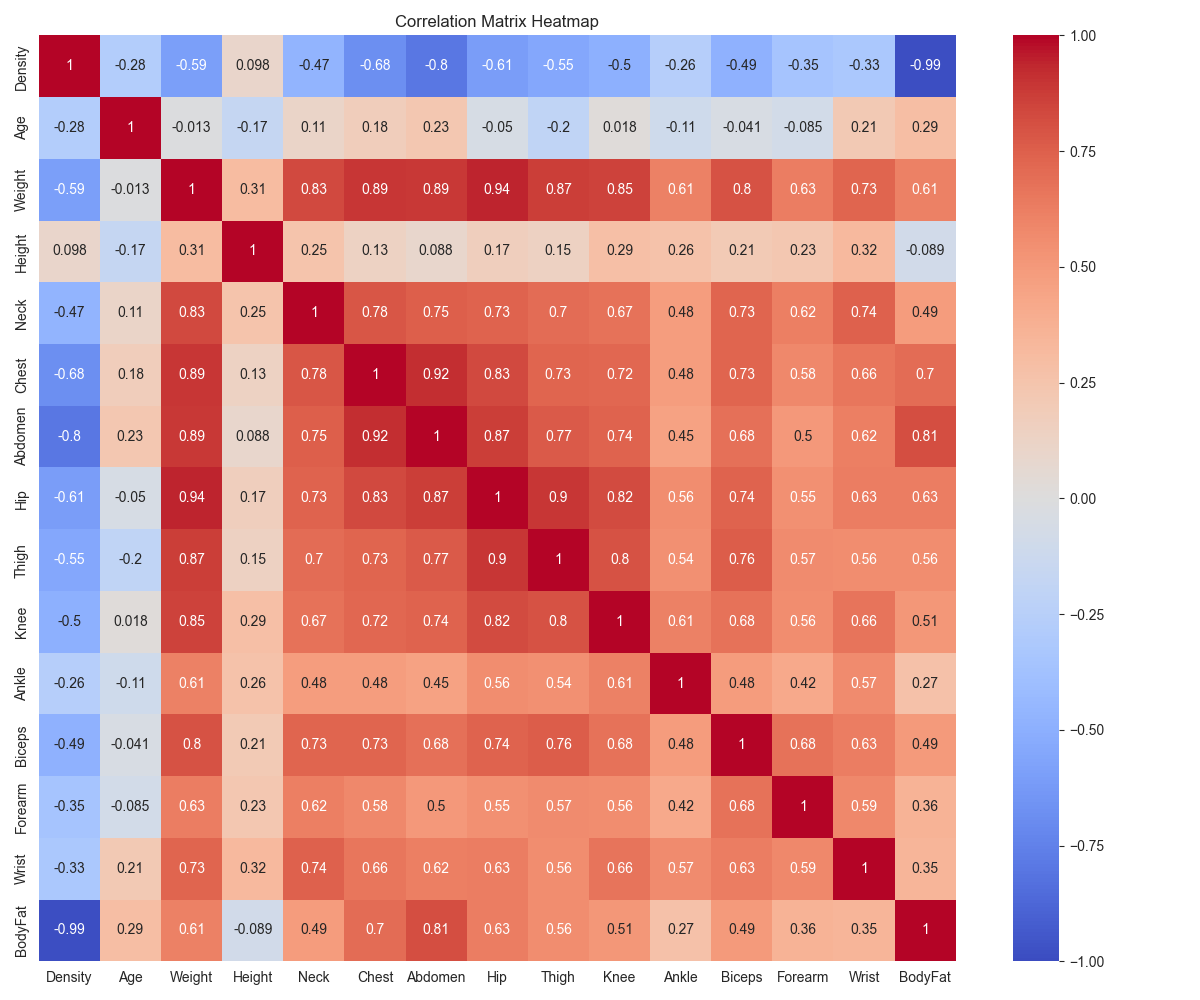 Correlation Matrix Heatmap
Density 1 -0.28 -0.59 0.098 -0.47 -0.68 -0.8 -0.61 -0.55 -0.5 -0.26 -0.49 -0.35 -0.33 -0.99
Age -0.28 1 -0.013 -0.17 0.11 0.18 0.23 -0.05 -0.2 0.018 -0.11 -0.041 -0.085 0.21 0.29
Weight -0.59 -0.013 1 0.31 0.83 0.89 0.89 0.94 0.87 0.85 0.61 0.8 0.63 0.73 0.61
Height 0.098 -0.17 0.31 1 0.25 0.13 0.088 0.17 0.15 0.29 0.26 0.21 0.23 0.32 -0.089
Neck -0.47 0.11 0.83 0.25 1 0.78 0.75 0.73 0.7 0.67 0.48 0.73 0.62 0.74 0.49
Chest -0.68 0.18 0.89 0.13 0.78 1 0.92 0.83 0.73 0.72 0.48 0.73 0.58 0.66 0.7
Abdomen -0.8 0.23 0.89 0.088 0.75 0.92 1 0.87 0.77 0.74 0.45 0.68 0.5 0.62 0.81
Hip -0.61 -0.05 0.94 0.17 0.73 0.83 0.87 1 0.9 0.82 0.56 0.74 0.55 0.63 0.63
Thigh -0.55 -0.2 0.87 0.15 0.7 0.73 0.77 0.9 1 0.8 0.54 0.76 0.57 0.56 0.56
Knee -0.5 0.018 0.85 0.29 0.67 0.72 0.74 0.82 0.8 1 0.61 0.68 0.56 0.66 0.51
Ankle -0.26 -0.11 0.61 0.26 0.48 0.48 0.45 0.56 0.54 0.61 1 0.48 0.42 0.57 0.27
Biceps -0.49 -0.041 0.8 0.21 0.73 0.73 0.68 0.74 0.76 0.68 0.48 1 0.68 0.63 0.49
Forearm -0.35 -0.085 0.63 0.23 0.62 0.58 0.5 0.55 0.57 0.56 0.42 0.68 1 0.59 0.36
Wrist -0.33 0.21 0.73 0.32 0.74 0.66 0.62 0.63 0.56 0.66 0.57 0.63 0.59 1 0.35
BodyFat -0.99 0.29 0.61 -0.089 0.49 0.7 0.81 0.63 0.56 0.51 0.27 0.49 0.36 0.35 1
Density Age Weight Height Neck Chest Abdomen Hip Thigh Knee Ankle Biceps Forearm Wrist BodyFat
1.00
0.75
0.50
0.25
0.00
−0.25
−0.50
−0.75
−1.00